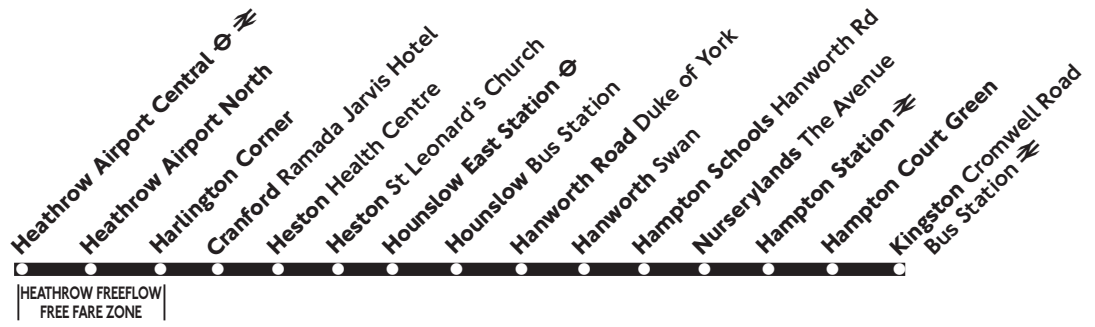 Heathrow Airport Central
Heathrow Airport North
Harlington Corner
Cranford Ramada Jarvis Hotel
Heston Health Centre
Heston St Leonard's Church
Hounslow East Station
Hounslow Bus Station
Hanworth Road Duke of York
Hanworth Swan
Hampton Schools Hanworth Rd
Nurserylands The Avenue
Hampton Station
Hampton Court Green
Kingston Cromwell Road
Bus Station
HEATHROW FREEFLOW
FREE FARE ZONE